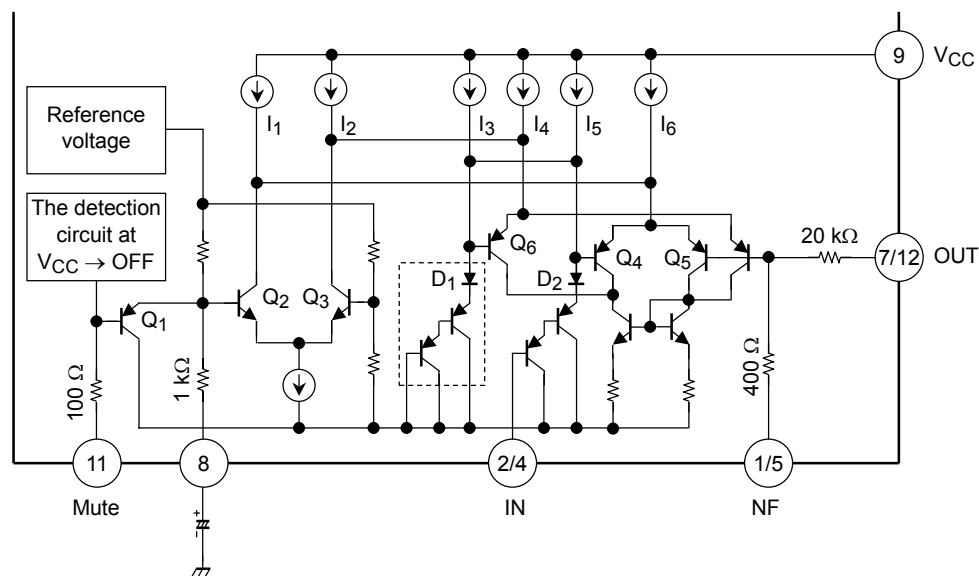 9
VCC
Reference
voltage
I1
I2
I3
I4
I5
I6
The detection
circuit at
VCC → OFF
Q1
Q2
Q3
D1
Q6
D2
Q4
Q5
20 kΩ
7/12
OUT
100 Ω
1 kΩ
400 Ω
11
8
2/4
1/5
Mute
IN
NF
+
−